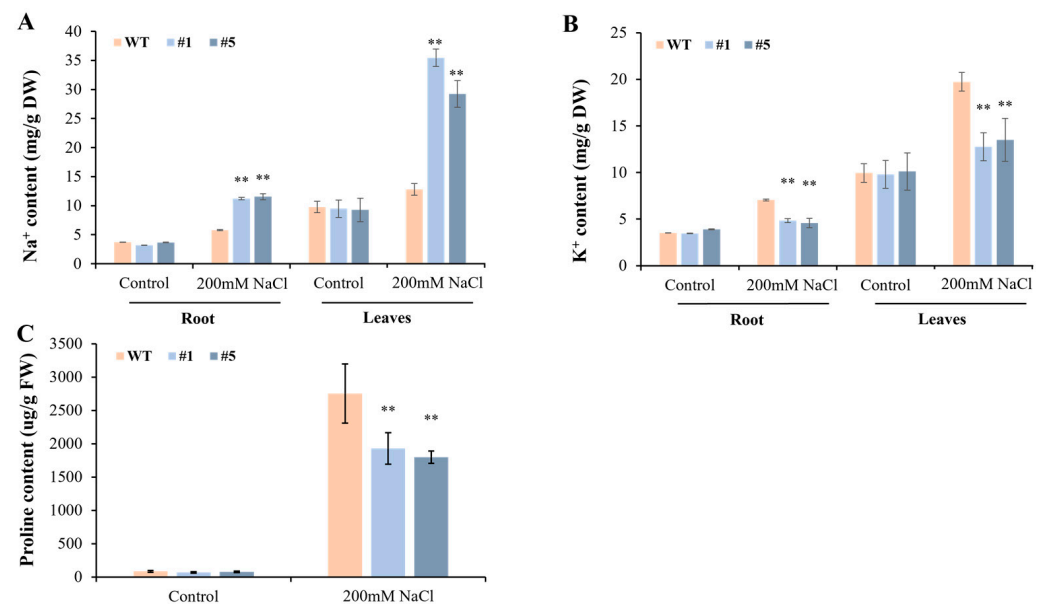 A
Na⁺ content (mg/g DW)
40
35
30
25
20
15
10
5
0
WT #1 #5
** ** ** **
Control 200mM NaCl Control 200mM NaCl
Root Leaves
B
K⁺ content (mg/g DW)
25
20
15
10
5
0
WT #1 #5
** ** ** **
Control 200mM NaCl Control 200mM NaCl
Root Leaves
C
Proline content (ug/g FW)
3500
3000
2500
2000
1500
1000
500
0
WT #1 #5
** **
Control 200mM NaCl